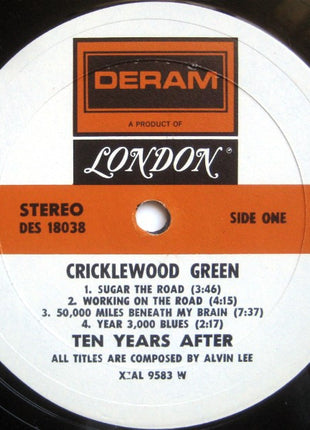 DERAM
A PRODUCT OF
LONDON®
STEREO
DES 18038
SIDE ONE
CRICKLEWOOD GREEN
1. SUGAR THE ROAD (3:46)
2. WORKING ON THE ROAD (4:15)
3. 50,000 MILES BENEATH MY BRAIN (7:37)
4. YEAR 3,000 BLUES (2:17)
TEN YEARS AFTER
ALL TITLES ARE COMPOSED BY ALVIN LEE
9583 W